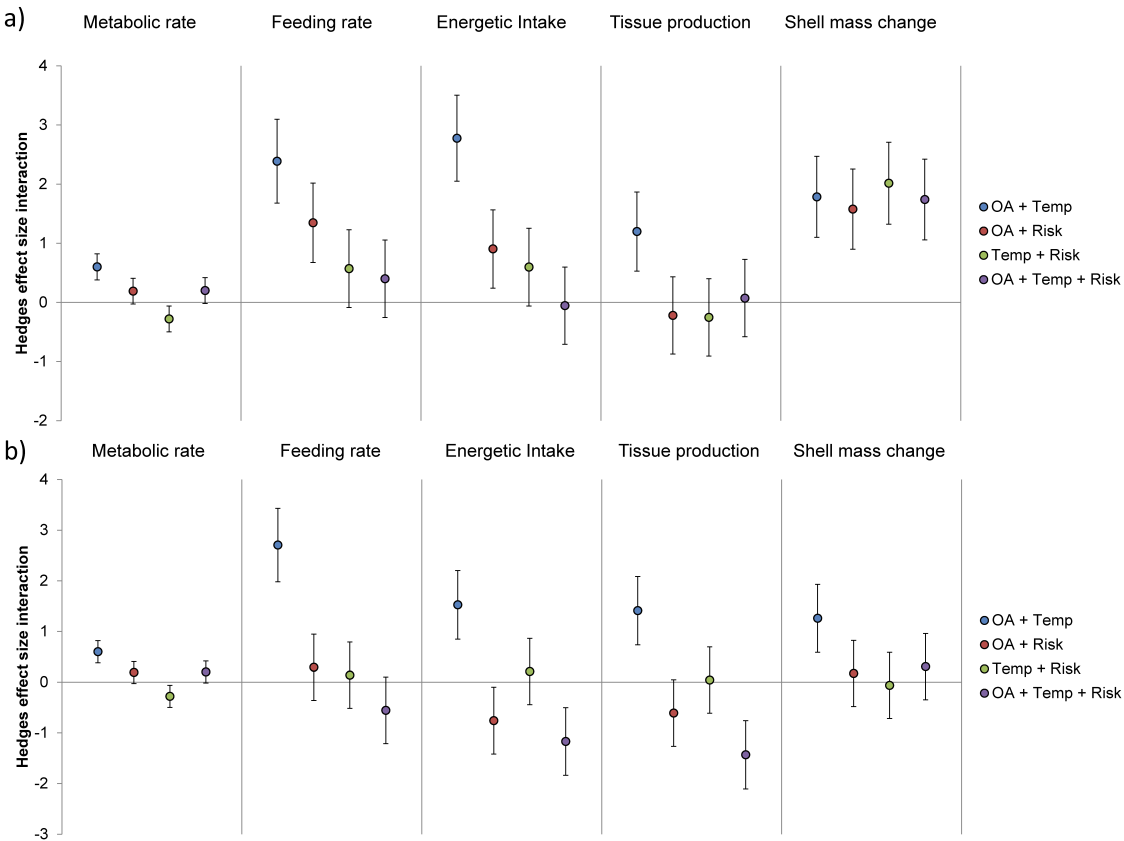 a)
Metabolic rate Feeding rate Energetic Intake Tissue production Shell mass change
Hedges effect size interaction
4
3
2
1
0
-1
-2
OA + Temp
OA + Risk
Temp + Risk
OA + Temp + Risk
b)
Metabolic rate Feeding rate Energetic Intake Tissue production Shell mass change
Hedges effect size interaction
4
3
2
1
0
-1
-2
-3
OA + Temp
OA + Risk
Temp + Risk
OA + Temp + Risk